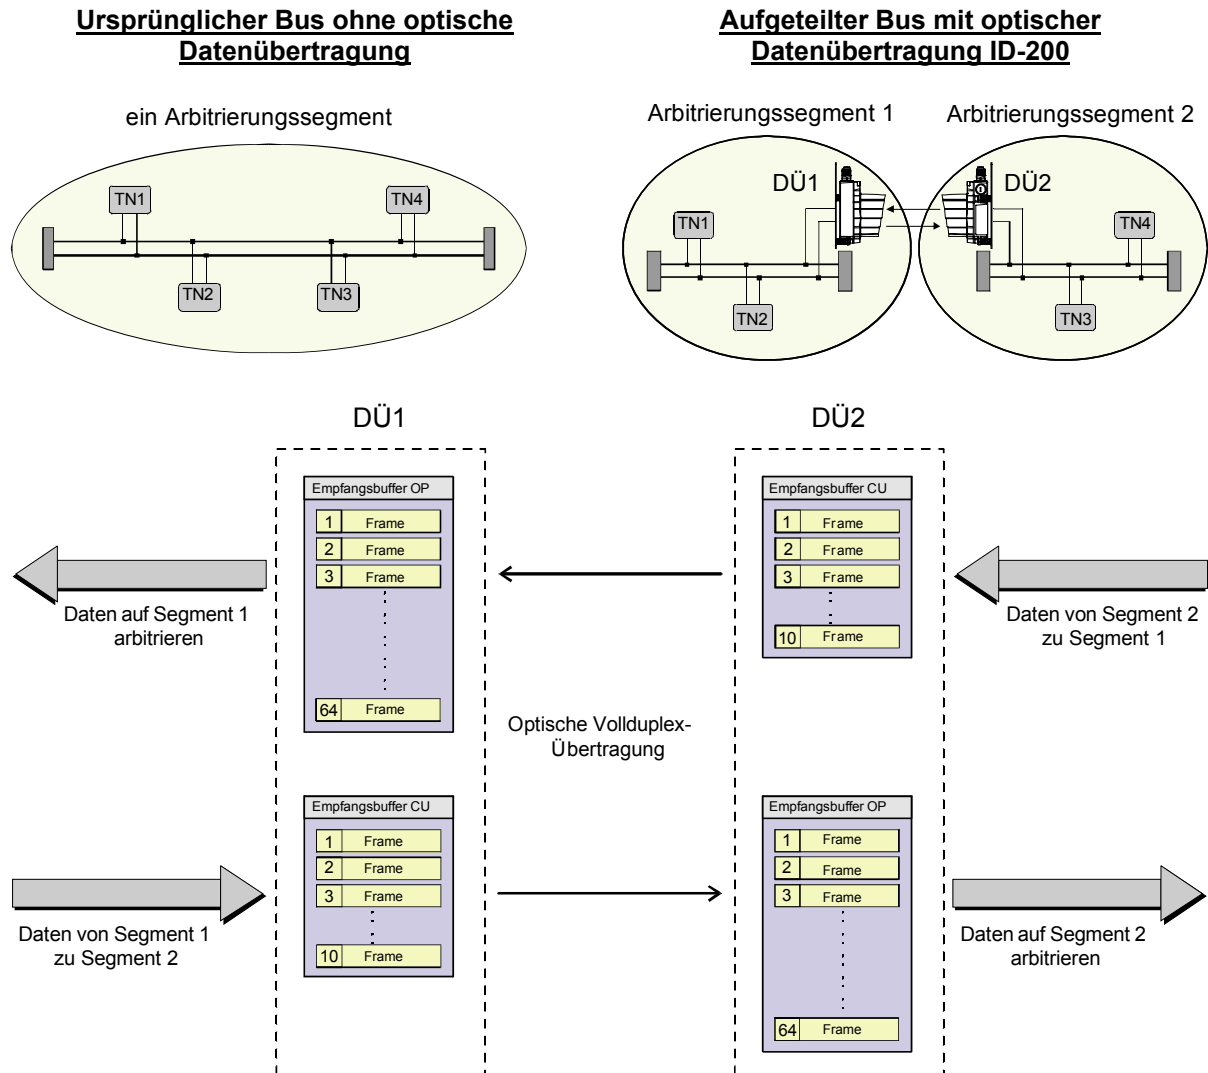 Ursprünglicher Bus ohne optische
Datenübertragung
Aufgeteilter Bus mit optischer
Datenübertragung ID-200
ein Arbitrierungssegment
Arbitrierungssegment 1
Arbitrierungssegment 2
TN1
TN4
TN2
TN3
DÜ1
DÜ2
TN1
TN2
TN4
TN3
DÜ1
DÜ2
Empfangsbuffer OP
1 Frame
2 Frame
3 Frame
64 Frame
Empfangsbuffer CU
1 Frame
2 Frame
3 Frame
10 Frame
Daten auf Segment 1
arbitrieren
Daten von Segment 2
zu Segment 1
Optische Vollduplex-
Übertragung
Empfangsbuffer CU
1 Frame
2 Frame
3 Frame
10 Frame
Empfangsbuffer OP
1 Frame
2 Frame
3 Frame
64 Frame
Daten von Segment 1
zu Segment 2
Daten auf Segment 2
arbitrieren